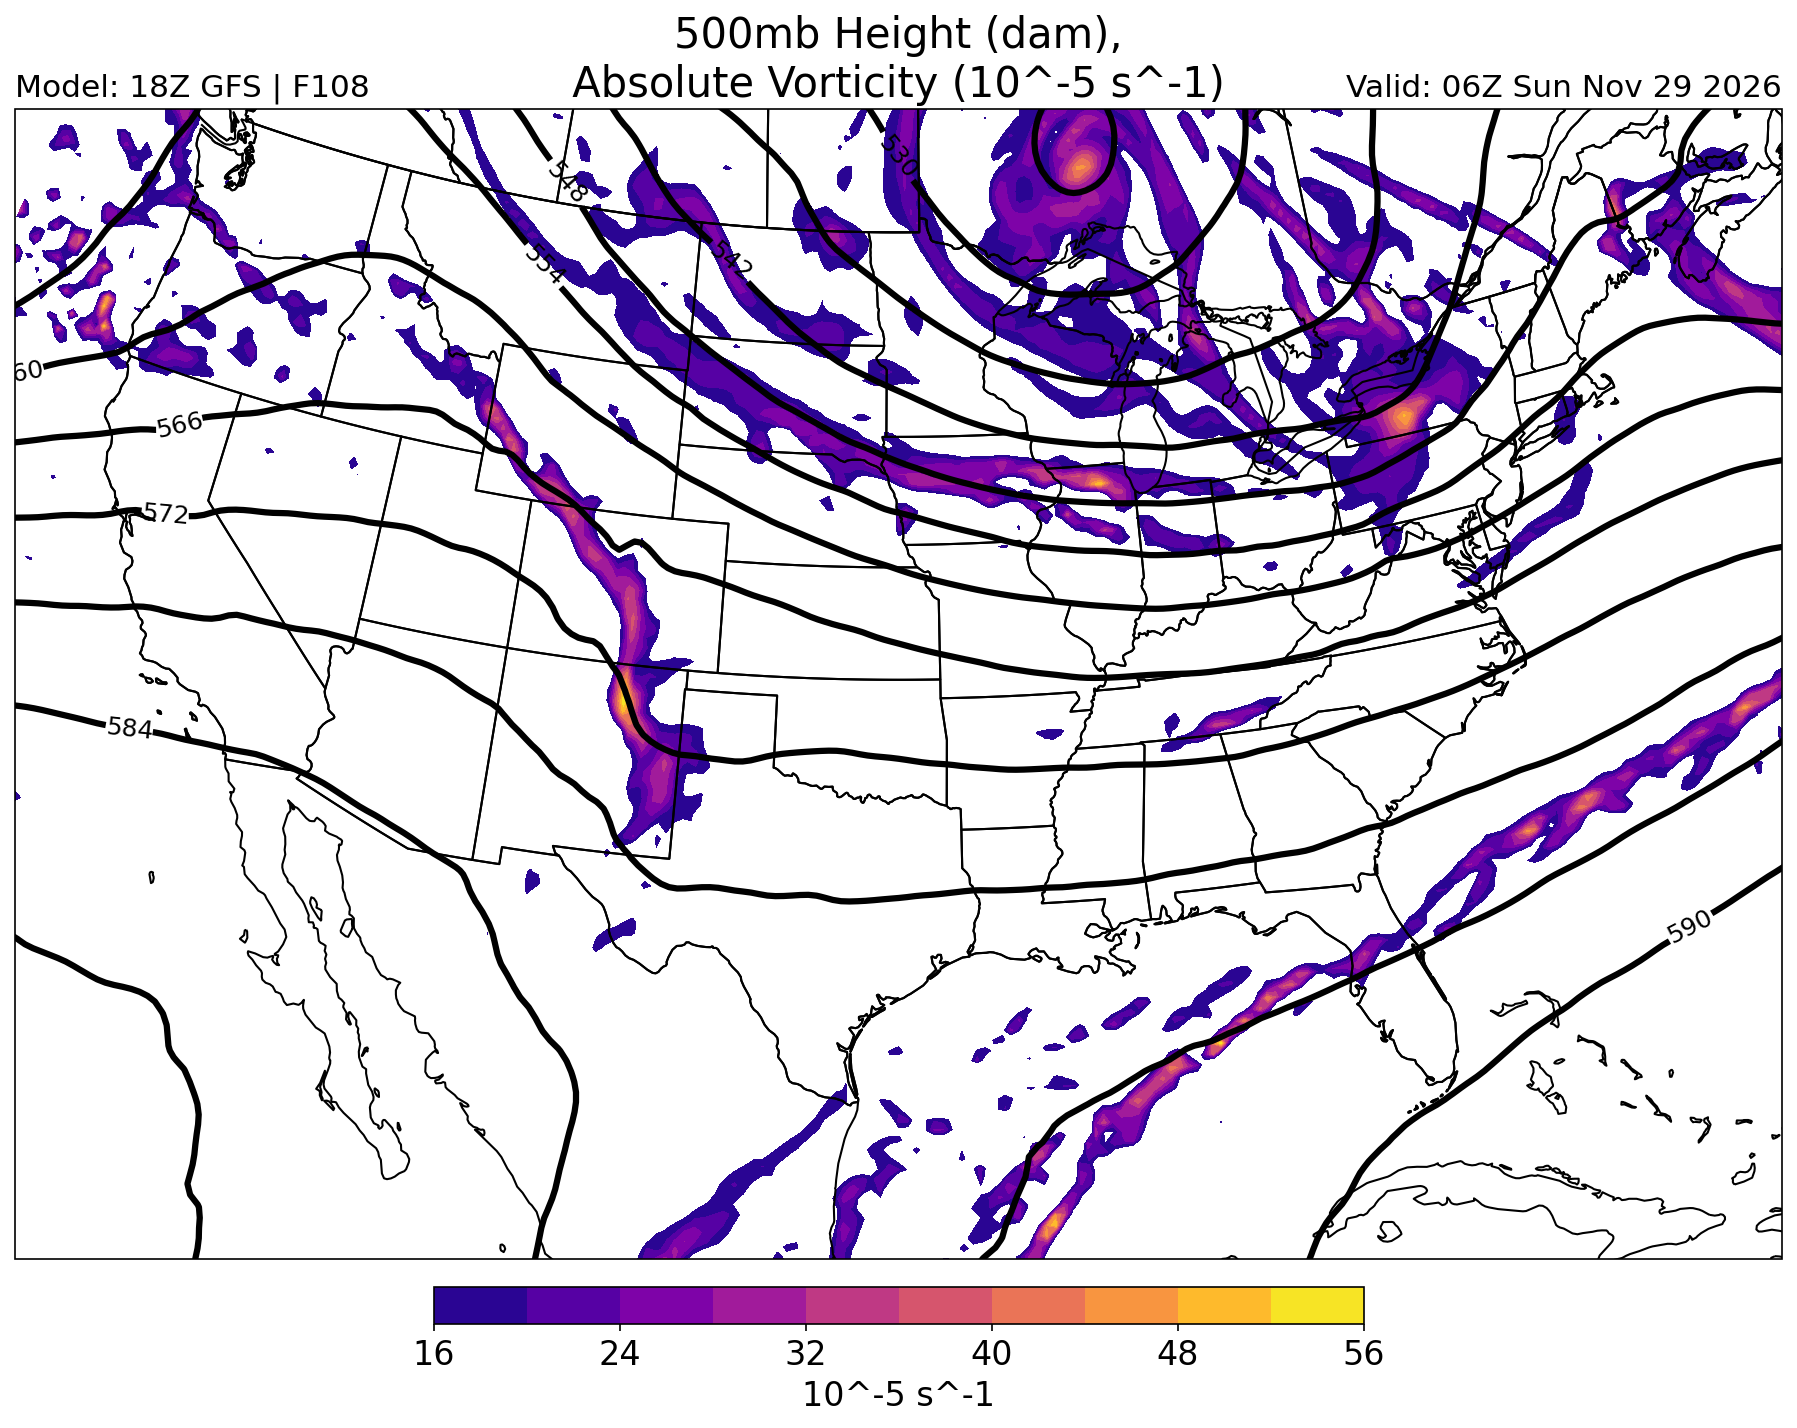 500mb Height (dam),
Absolute Vorticity (10^-5 s^-1)
Model: 18Z GFS | F108
Valid: 06Z Sun Nov 29 2026
530
548
542
554
60
566
572
584
590
16 24 32 40 48 56
10^-5 s^-1